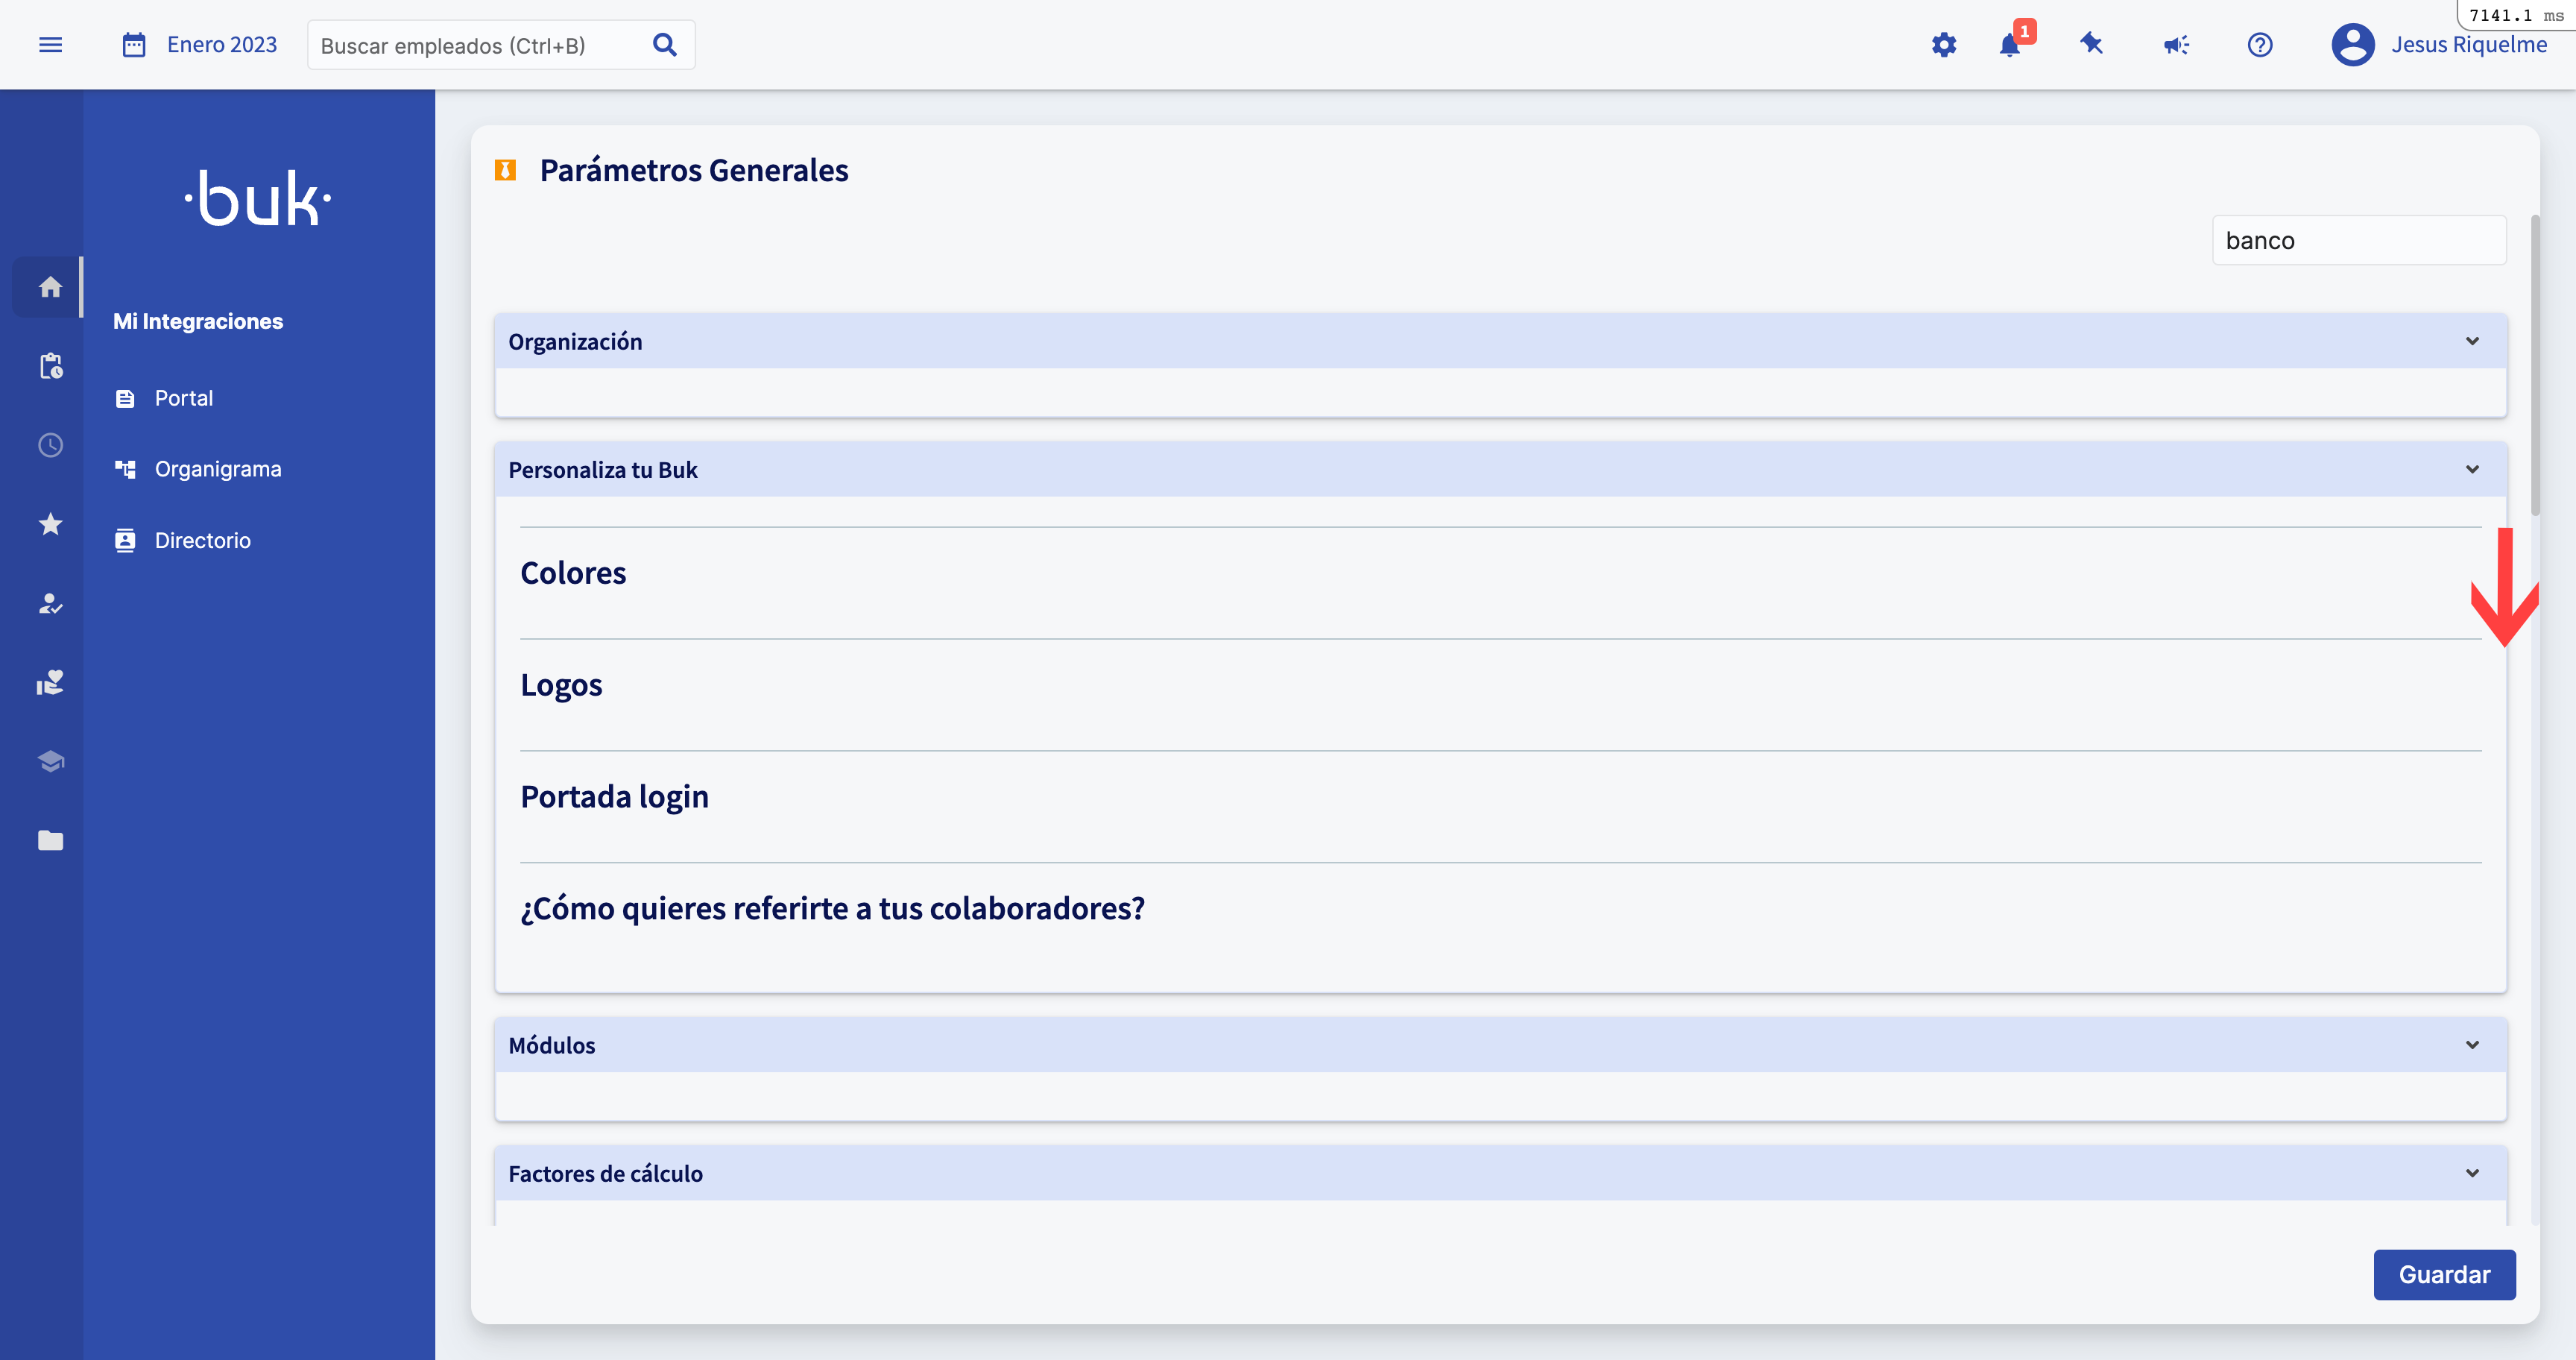 7141.1 ms
Enero 2023
Buscar empleados (Ctrl+B)
1
Jesus Riquelme
·buk·
Mi Integraciones
Portal
Organigrama
Directorio
Parámetros Generales
banco
Organización
Personaliza tu Buk
Colores
Logos
Portada login
¿Cómo quieres referirte a tus colaboradores?
Módulos
Factores de cálculo
Guardar